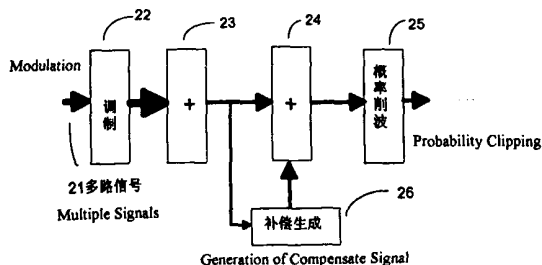 22
23
24
25
Modulation
调制
+
+
概率削波
Probability Clipping
21多路信号
Multiple Signals
26
补偿生成
Generation of Compensate Signal